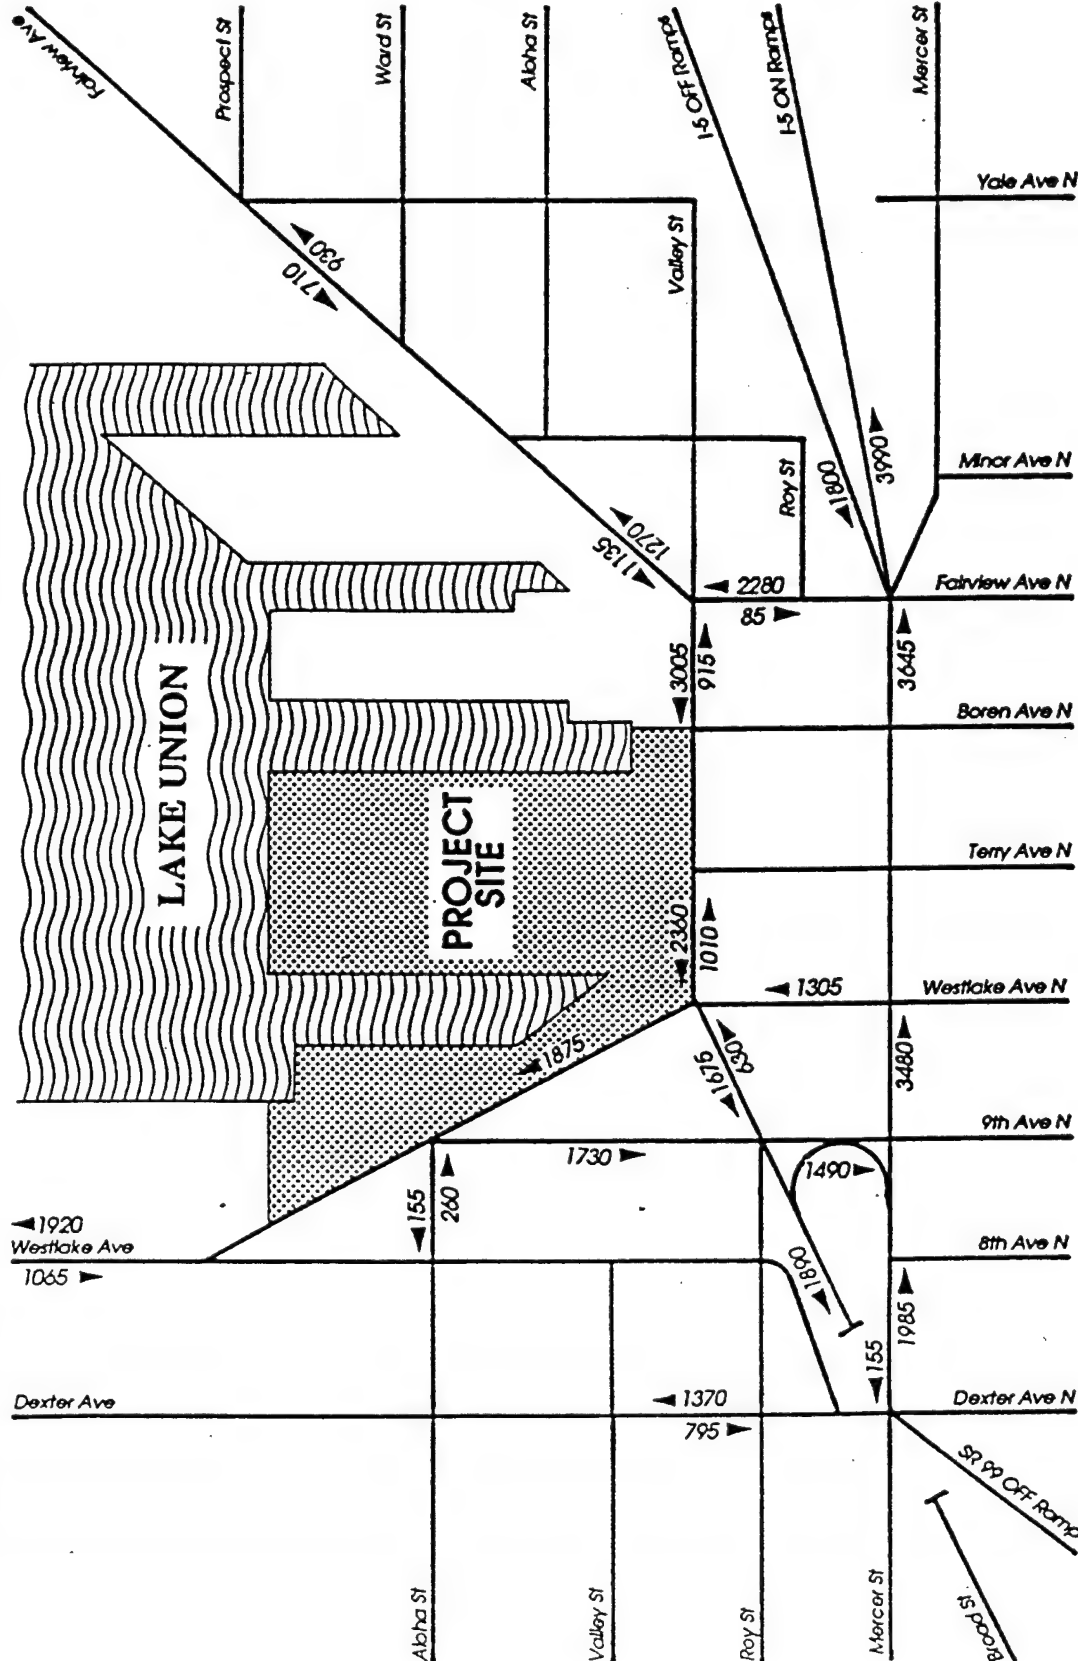 Fairview Ave
Prospect St
Ward St
Aloha St
I-5 OFF Ramps
I-5 ON Ramps
Mercer St
Yale Ave N
Valley St
930
710
Minor Ave N
Roy St
1800
3990
1270
1135
2280
85
Fairview Ave N
3005
915
3645
Boren Ave N
LAKE UNION
PROJECT
SITE
Terry Ave N
2360
1010
1305
Westlake Ave N
1875
1675
630
3480
9th Ave N
1730
1490
155
260
1920
Westlake Ave
1065
8th Ave N
1890
1985
155
Dexter Ave
1370
795
Dexter Ave N
SR 99 OFF Ramp
Aloha St
Valley St
Roy St
Mercer St
Broad St